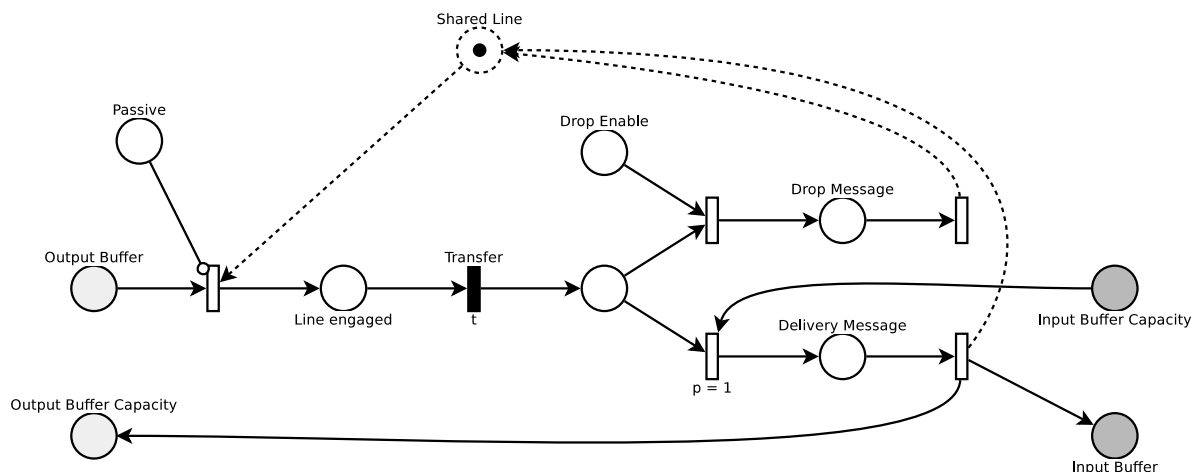 Shared Line
Passive
Drop Enable
Drop Message
Output Buffer
Transfer
Line engaged
t
Input Buffer Capacity
Delivery Message
p = 1
Output Buffer Capacity
Input Buffer